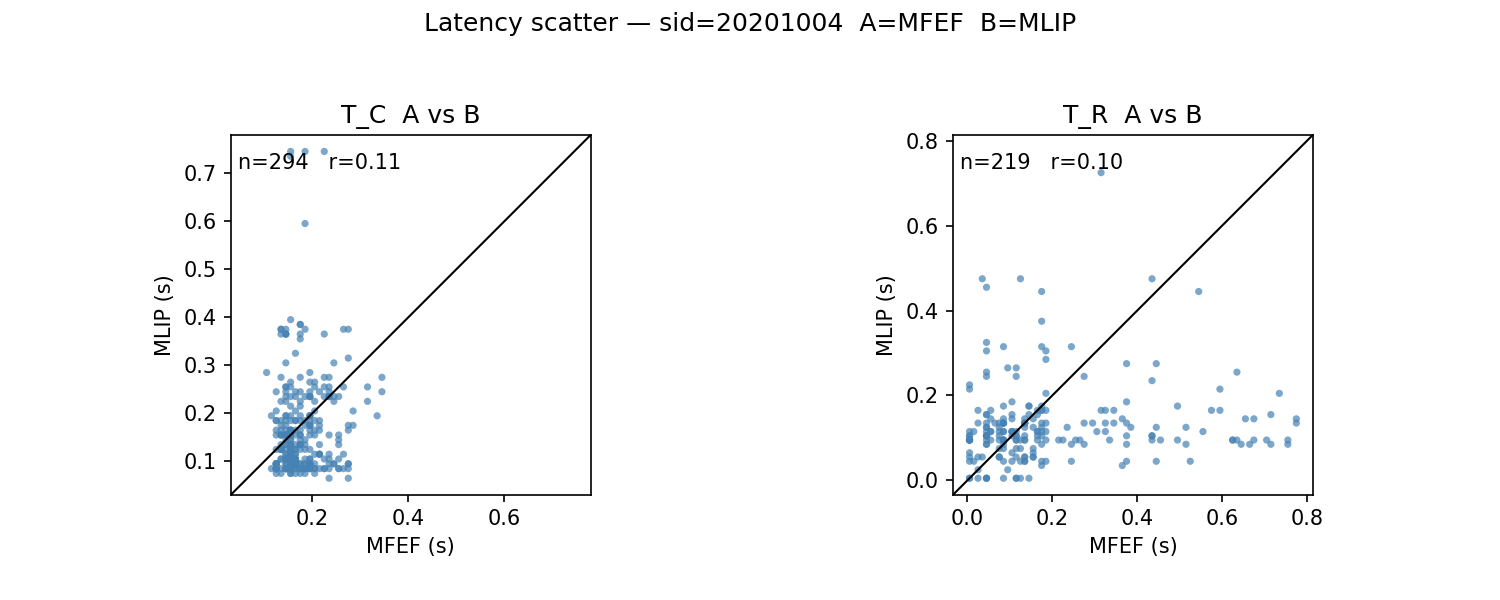 Latency scatter — sid=20201004  A=MFEF  B=MLIP
T_C  A vs B
n=294   r=0.11
0.7
0.6
0.5
0.4
0.3
0.2
0.1
MLIP (s)
0.2
0.4
0.6
MFEF (s)
T_R  A vs B
n=219   r=0.10
0.8
0.6
0.4
0.2
0.0
MLIP (s)
0.0
0.2
0.4
0.6
0.8
MFEF (s)